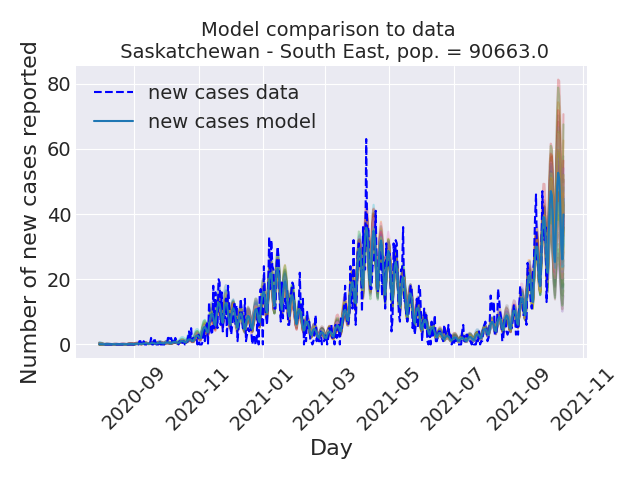 Model comparison to data
Saskatchewan - South East, pop. = 90663.0
new cases data
new cases model
Number of new cases reported
80
60
40
20
0
2020-09
2020-11
2021-01
2021-03
2021-05
2021-07
2021-09
2021-11
Day